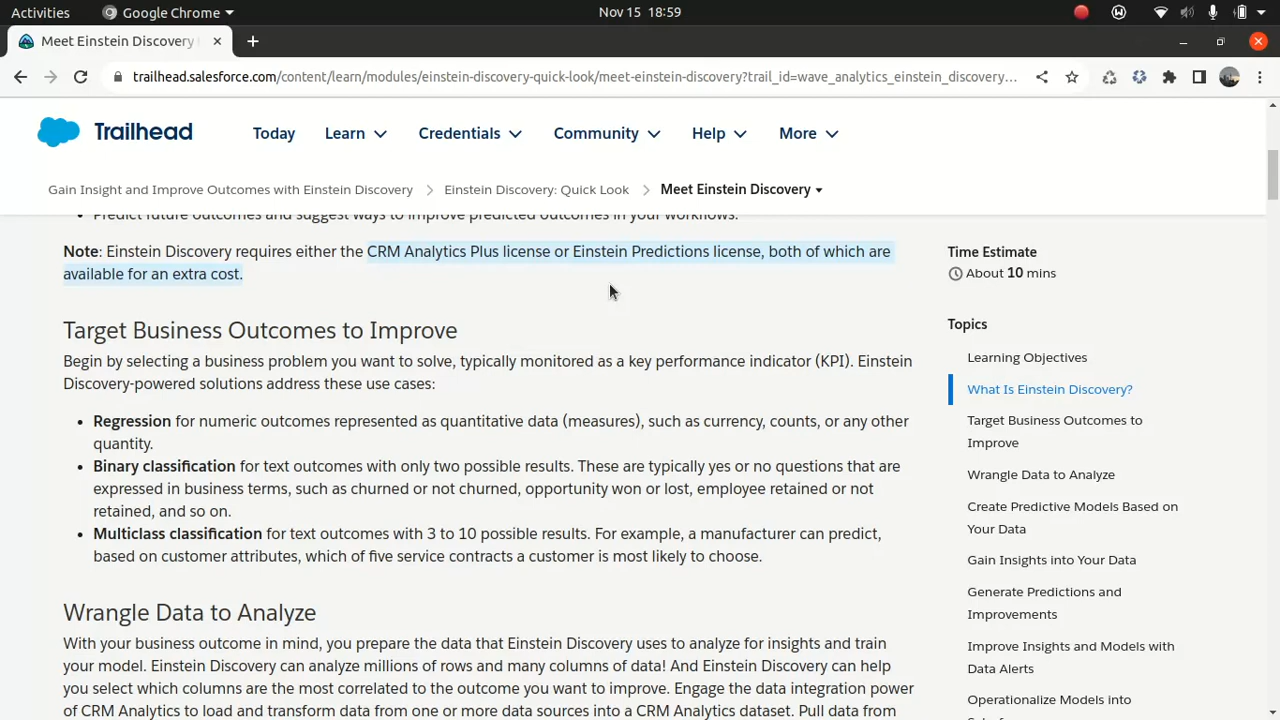 Activities
Google Chrome
Nov 15 18:59
Meet Einstein Discovery
trailhead.salesforce.com/content/learn/modules/einstein-discovery-quick-look/meet-einstein-discovery?trail_id=wave_analytics_einstein_discovery…
Trailhead
Today
Learn
Credentials
Community
Help
More
Gain Insight and Improve Outcomes with Einstein Discovery
Einstein Discovery: Quick Look
Meet Einstein Discovery
Predict future outcomes and suggest ways to improve predicted outcomes in your workflows.
Note: Einstein Discovery requires either the CRM Analytics Plus license or Einstein Predictions license, both of which are
available for an extra cost.
Target Business Outcomes to Improve
Begin by selecting a business problem you want to solve, typically monitored as a key performance indicator (KPI). Einstein
Discovery-powered solutions address these use cases:
• Regression for numeric outcomes represented as quantitative data (measures), such as currency, counts, or any other
quantity.
• Binary classification for text outcomes with only two possible results. These are typically yes or no questions that are
expressed in business terms, such as churned or not churned, opportunity won or lost, employee retained or not
retained, and so on.
• Multiclass classification for text outcomes with 3 to 10 possible results. For example, a manufacturer can predict,
based on customer attributes, which of five service contracts a customer is most likely to choose.
Wrangle Data to Analyze
With your business outcome in mind, you prepare the data that Einstein Discovery uses to analyze for insights and train
your model. Einstein Discovery can analyze millions of rows and many columns of data! And Einstein Discovery can help
you select which columns are the most correlated to the outcome you want to improve. Engage the data integration power
of CRM Analytics to load and transform data from one or more data sources into a CRM Analytics dataset. Pull data from
Time Estimate
About 10 mins
Topics
Learning Objectives
What Is Einstein Discovery?
Target Business Outcomes to
Improve
Wrangle Data to Analyze
Create Predictive Models Based on
Your Data
Gain Insights into Your Data
Generate Predictions and
Improvements
Improve Insights and Models with
Data Alerts
Operationalize Models into